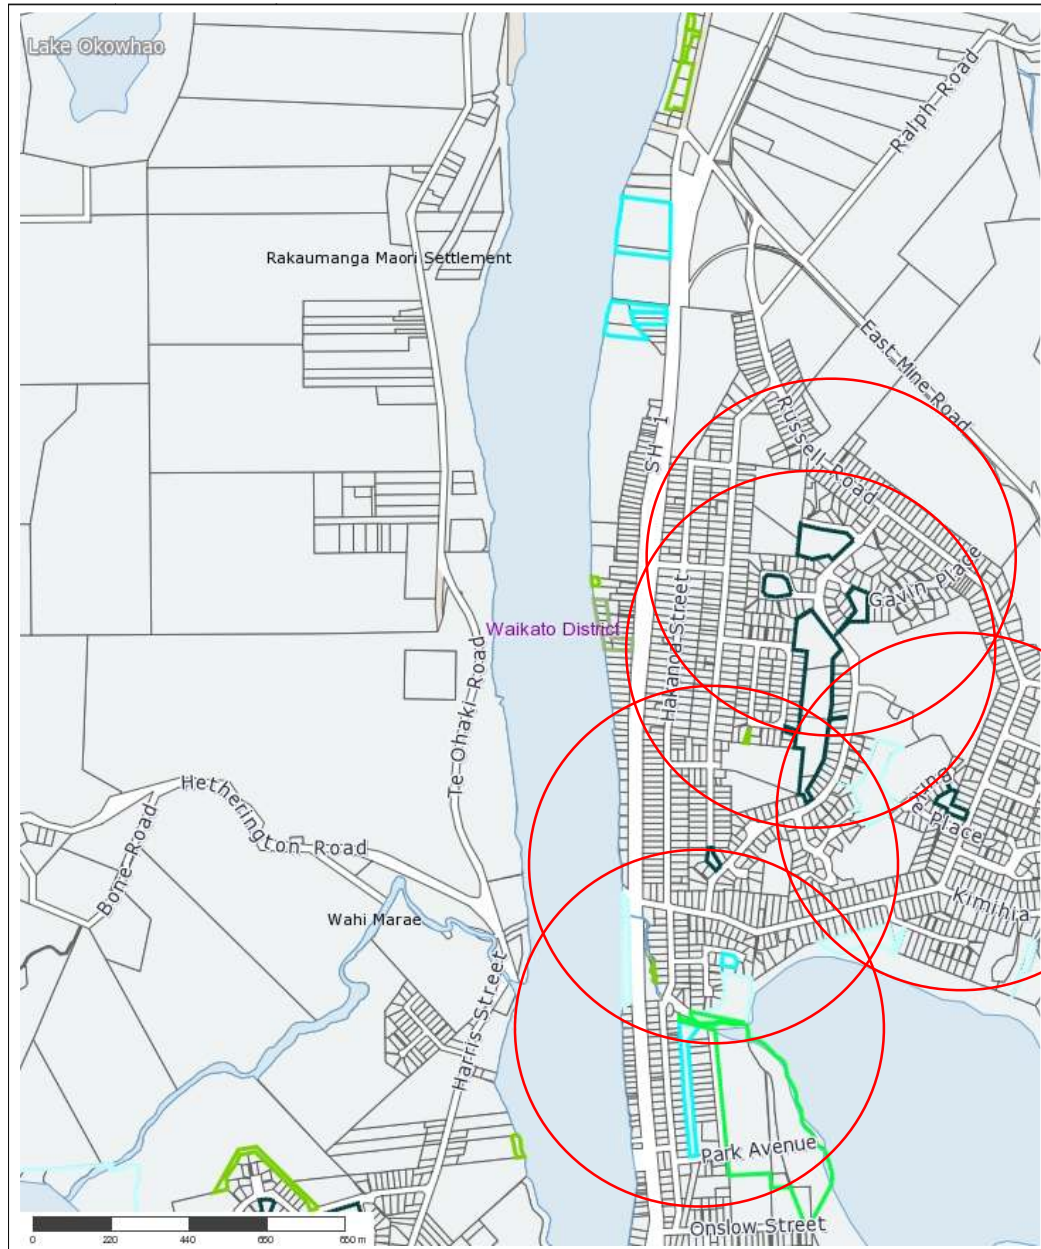 Lake Okowhao
Ralph Road
Rakaumanga Maori Settlement
East Mine Road
SH 1
Russell Road
Gavin Place
Hakanoa Street
Waikato District
Te Ohaki Road
Hetherington Road
Place
Bone Road
Kimihia
Wahi Marae
Harris Street
Park Avenue
Onslow Street
0 220 440 660 m